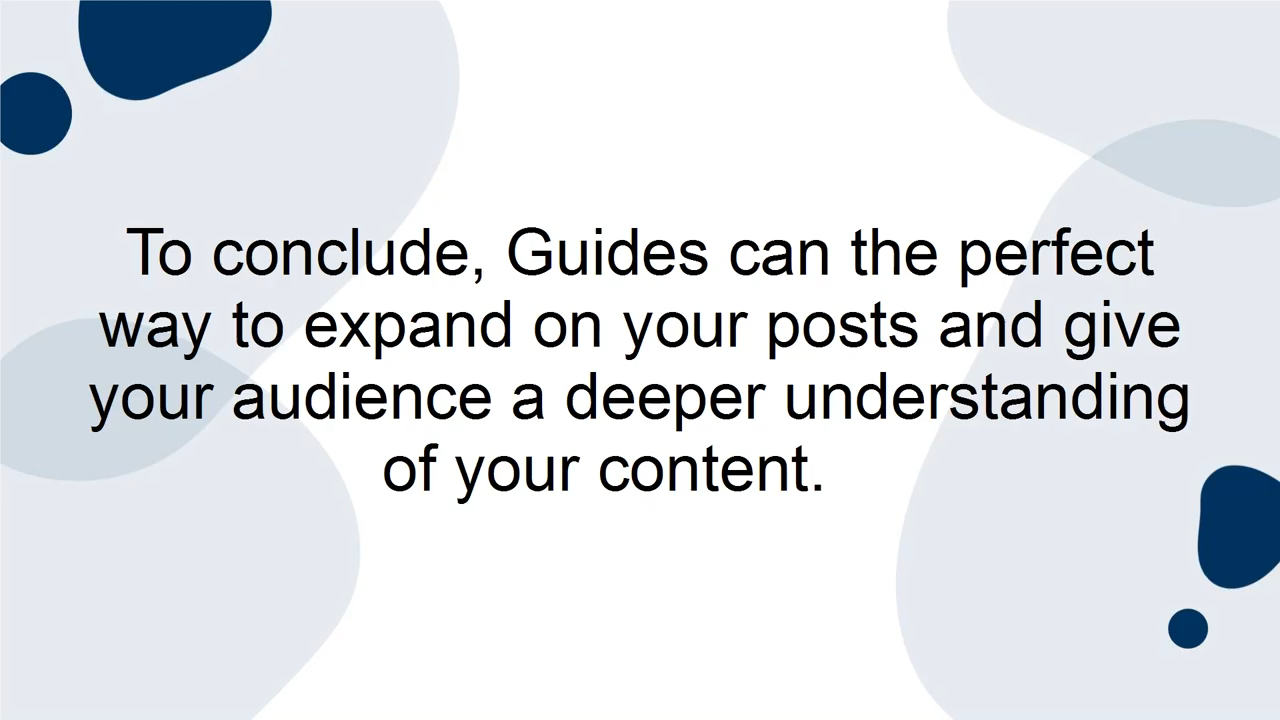 To conclude, Guides can the perfect
way to expand on your posts and give
your audience a deeper understanding
of your content.